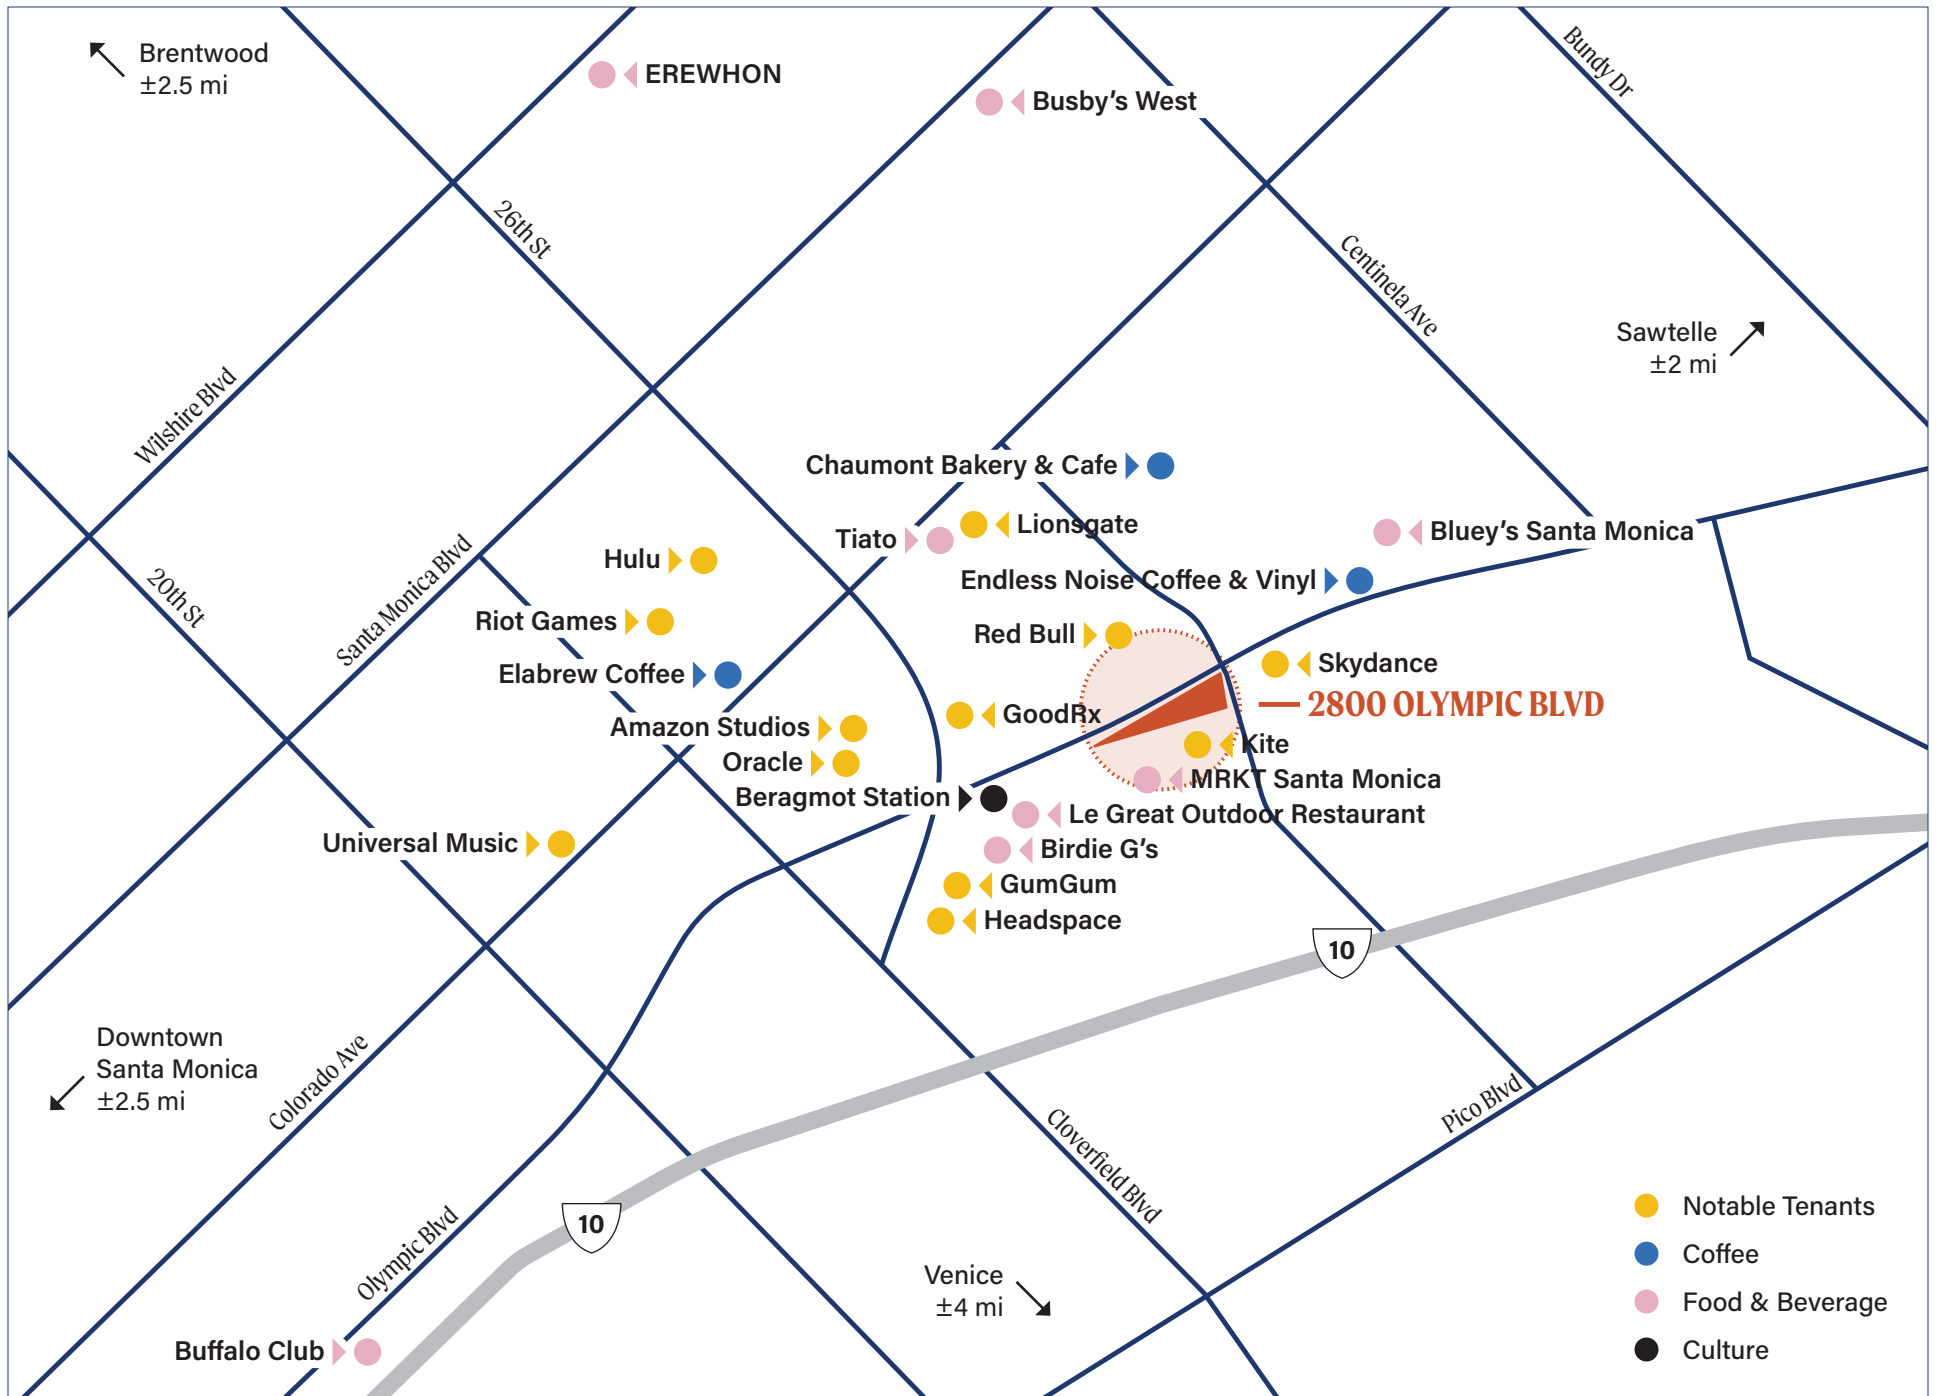 Brentwood
±2.5 mi
EREWHON
Busby’s West
Bundy Dr
26th St
Centinela Ave
Sawtelle
±2 mi
Wilshire Blvd
Chaumont Bakery & Cafe
Lionsgate
Tiato
Bluey’s Santa Monica
Hulu
Endless Noise Coffee & Vinyl
20th St
Santa Monica Blvd
Riot Games
Red Bull
Skydance
Elabrew Coffee
2800 OLYMPIC BLVD
GoodRx
Amazon Studios
Kite
Oracle
MRKT Santa Monica
Beragmot Station
Le Great Outdoor Restaurant
Universal Music
Birdie G’s
GumGum
Headspace
10
Downtown
Santa Monica
±2.5 mi
Colorado Ave
Pico Blvd
Cloverfield Blvd
10
Olympic Blvd
Venice
±4 mi
Buffalo Club
Notable Tenants
Coffee
Food & Beverage
Culture